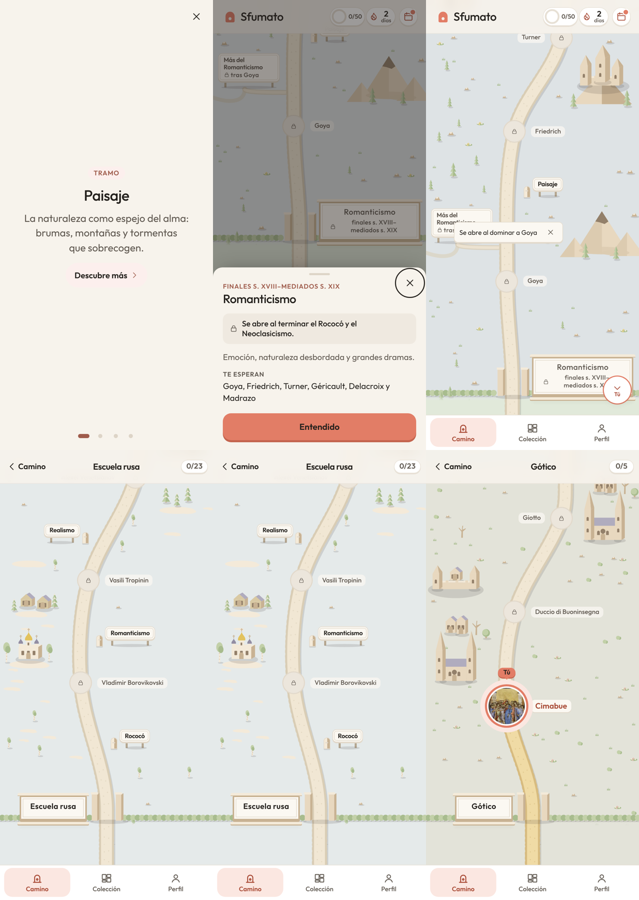 TRAMO
Paisaje
La naturaleza como espejo del alma:
brumas, montañas y tormentas
que sobrecogen.
Descubre más
Sfumato
0/50
2
días
Más del
Romanticismo
tras Goya
Goya
Romanticismo
finales s. XVIII–
mediados s. XIX
FINALES S. XVIII–MEDIADOS S. XIX
Romanticismo
Se abre al terminar el Rococó y el
Neoclasicismo.
Emoción, naturaleza desbordada y grandes dramas.
TE ESPERAN
Goya, Friedrich, Turner, Géricault, Delacroix y
Madrazo
Entendido
Sfumato
0/50
2
días
Turner
Friedrich
Paisaje
Más del
Se abre al dominar a Goya
Goya
Romanticismo
finales s. XVIII–
mediados s. XIX
Tú
Camino
Colección
Perfil
Camino
Escuela rusa
0/23
Realismo
Vasili Tropinin
Romanticismo
Vladímir Borovikovski
Rococó
Escuela rusa
Camino
Colección
Perfil
Camino
Escuela rusa
0/23
Realismo
Vasili Tropinin
Romanticismo
Vladímir Borovikovski
Rococó
Escuela rusa
Camino
Colección
Perfil
Camino
Gótico
0/5
Giotto
Duccio di Buoninsegna
Tú
Cimabue
Gótico
Camino
Colección
Perfil